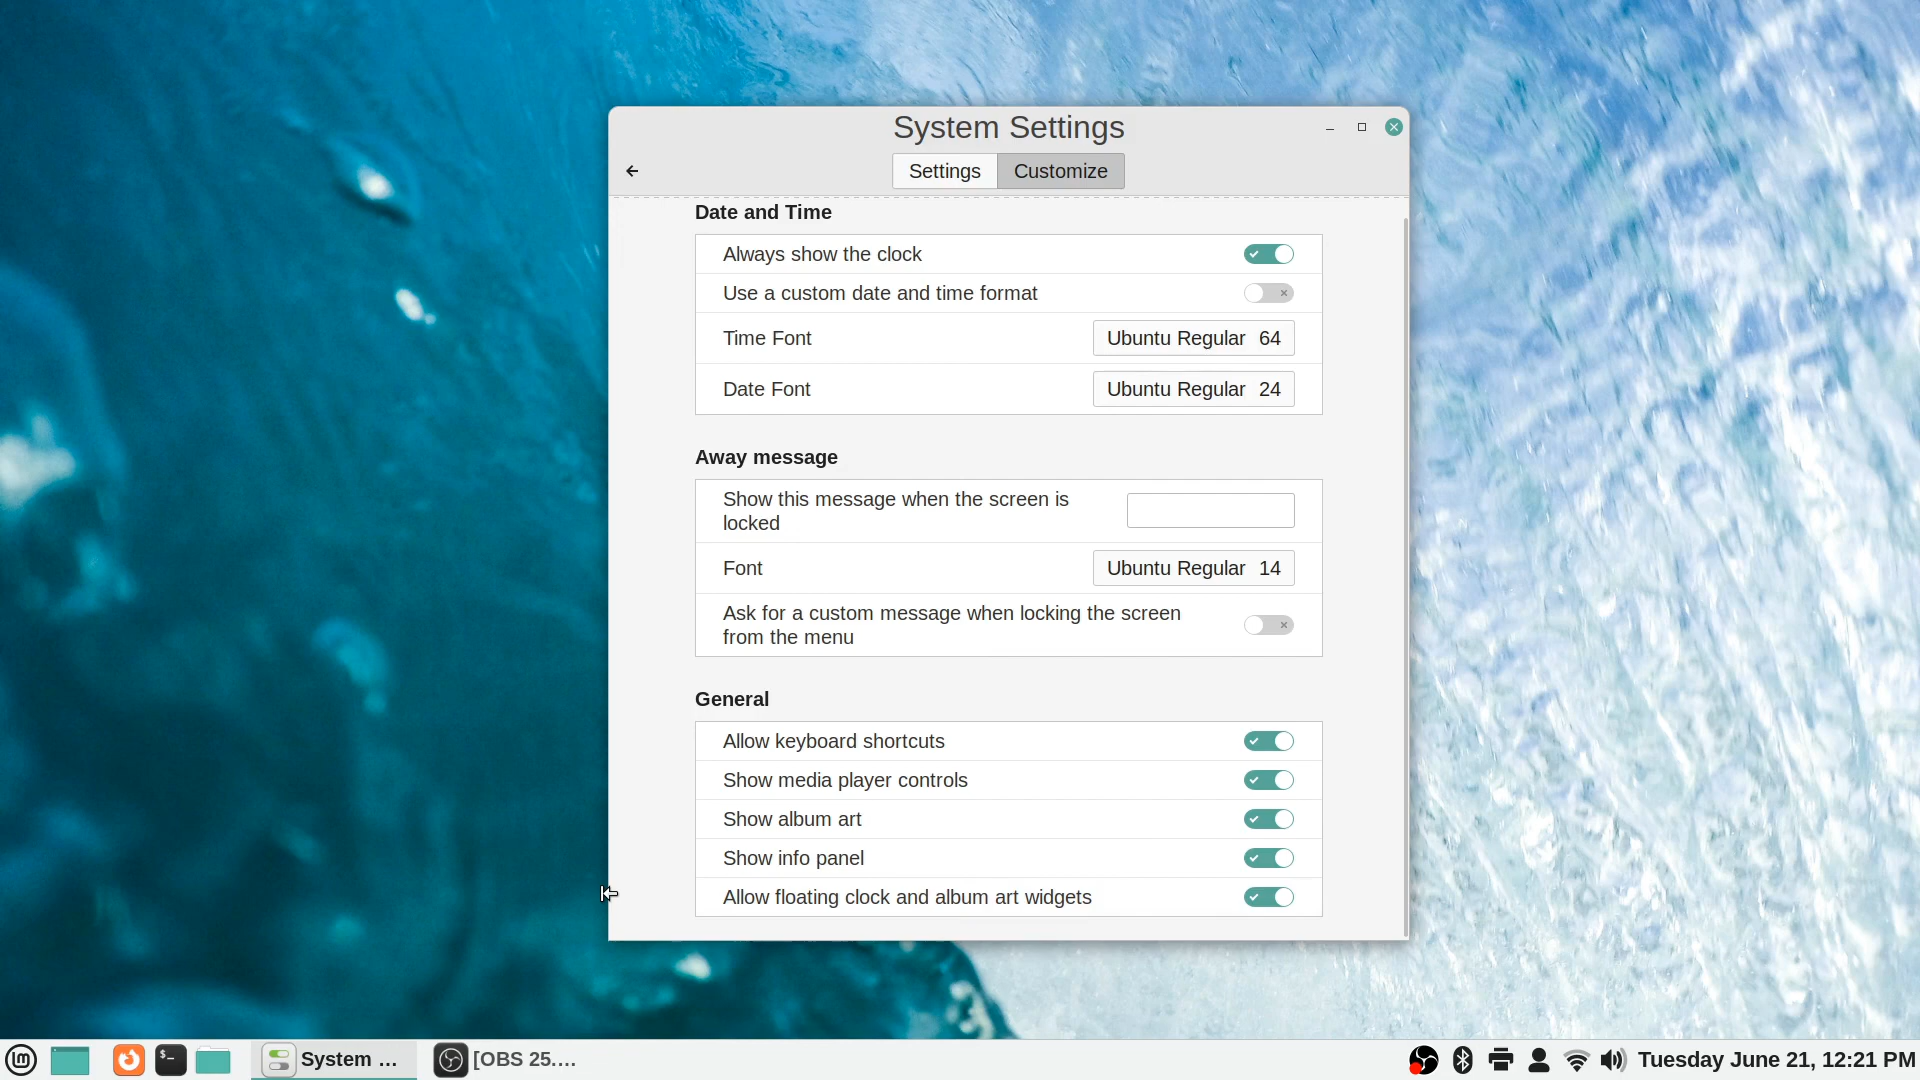 System Settings
Settings Customize
Date and Time
Always show the clock
Use a custom date and time format
Time Font Ubuntu Regular 64
Date Font Ubuntu Regular 24
Away message
Show this message when the screen is
locked
Font Ubuntu Regular 14
Ask for a custom message when locking the screen
from the menu
General
Allow keyboard shortcuts
Show media player controls
Show album art
Show info panel
Allow floating clock and album art widgets
$_ System ... [OBS 25.... Tuesday June 21, 12:21 PM